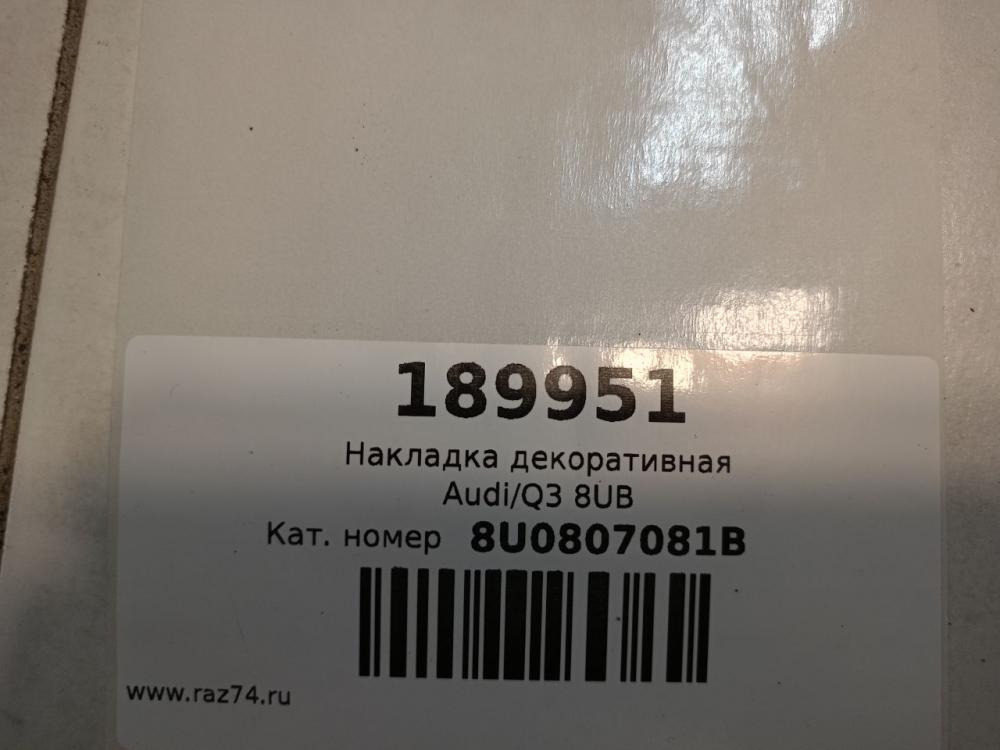 189951
Накладка декоративная
Audi/Q3 8UB
Кат. номер 8U0807081B
www.raz74.ru